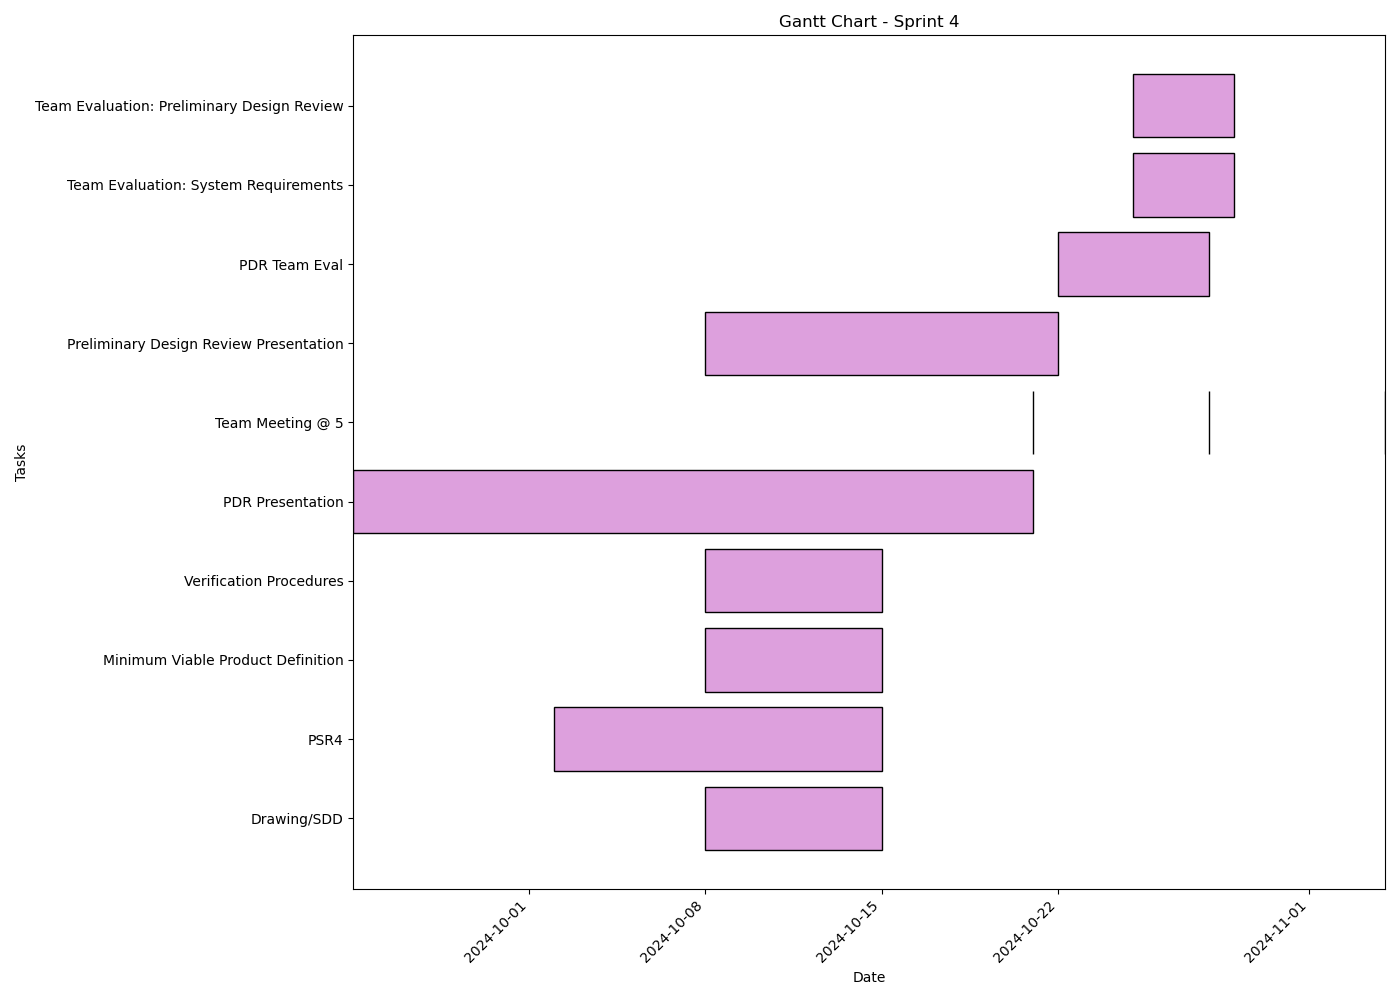 Gantt Chart - Sprint 4
Team Evaluation: Preliminary Design Review
Team Evaluation: System Requirements
PDR Team Eval
Preliminary Design Review Presentation
Team Meeting @ 5
Tasks
PDR Presentation
Verification Procedures
Minimum Viable Product Definition
PSR4
Drawing/SDD
2024-10-01
2024-10-08
2024-10-15
2024-10-22
2024-11-01
Date